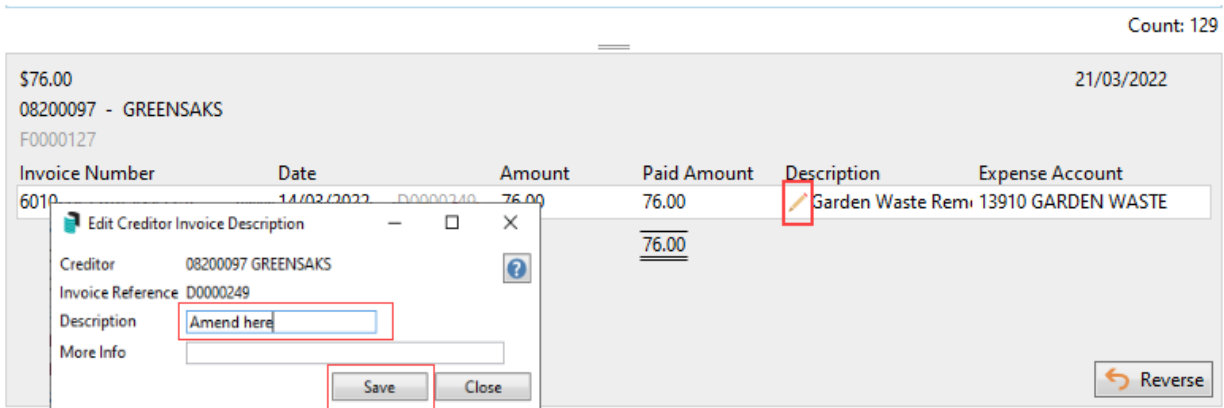 Count: 129
$76.00 21/03/2022
08200097 - GREENSAKS
F0000127
Invoice Number Date Amount Paid Amount Description Expense Account
6010 14/03/2022 D0000249 76.00 76.00 Garden Waste Rem 13910 GARDEN WASTE
76.00
Edit Creditor Invoice Description
Creditor 08200097 GREENSAKS
Invoice Reference D0000249
Description Amend here
More Info
Save Close
Reverse